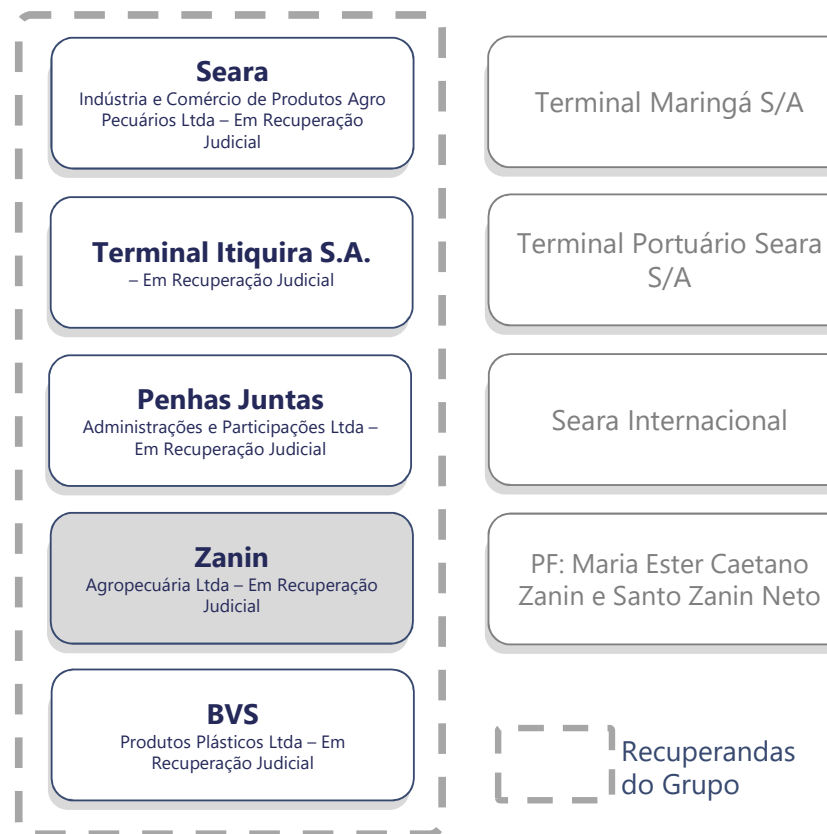 Seara
Indústria e Comércio de Produtos Agro
Pecuários Ltda – Em Recuperação
Judicial
Terminal Itiquira S.A.
– Em Recuperação Judicial
Penhas Juntas
Administrações e Participações Ltda –
Em Recuperação Judicial
Zanin
Agropecuária Ltda – Em Recuperação
Judicial
BVS
Produtos Plásticos Ltda – Em
Recuperação Judicial
Terminal Maringá S/A
Terminal Portuário Seara
S/A
Seara Internacional
PF: Maria Ester Caetano
Zanin e Santo Zanin Neto
Recuperandas
do Grupo